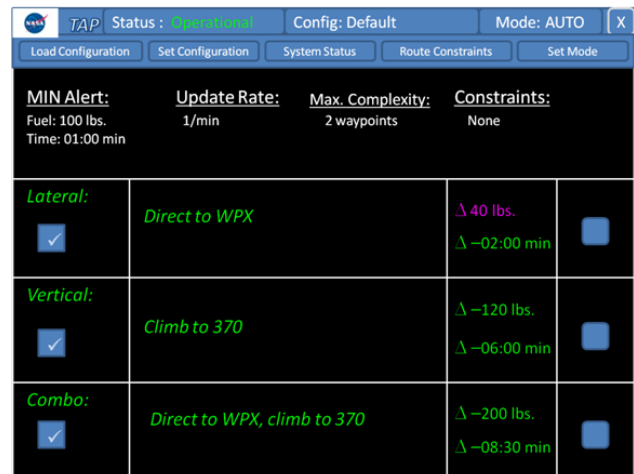 NASA TAP Status : Operational Config: Default Mode: AUTO X
Load Configuration Set Configuration System Status Route Constraints Set Mode
MIN Alert: Update Rate: Max. Complexity: Constraints:
Fuel: 100 lbs. 1/min 2 waypoints None
Time: 01:00 min
Lateral: Direct to WPX Δ 40 lbs.
Δ –02:00 min
Vertical: Climb to 370 Δ –120 lbs.
Δ –06:00 min
Combo: Direct to WPX, climb to 370 Δ –200 lbs.
Δ –08:30 min